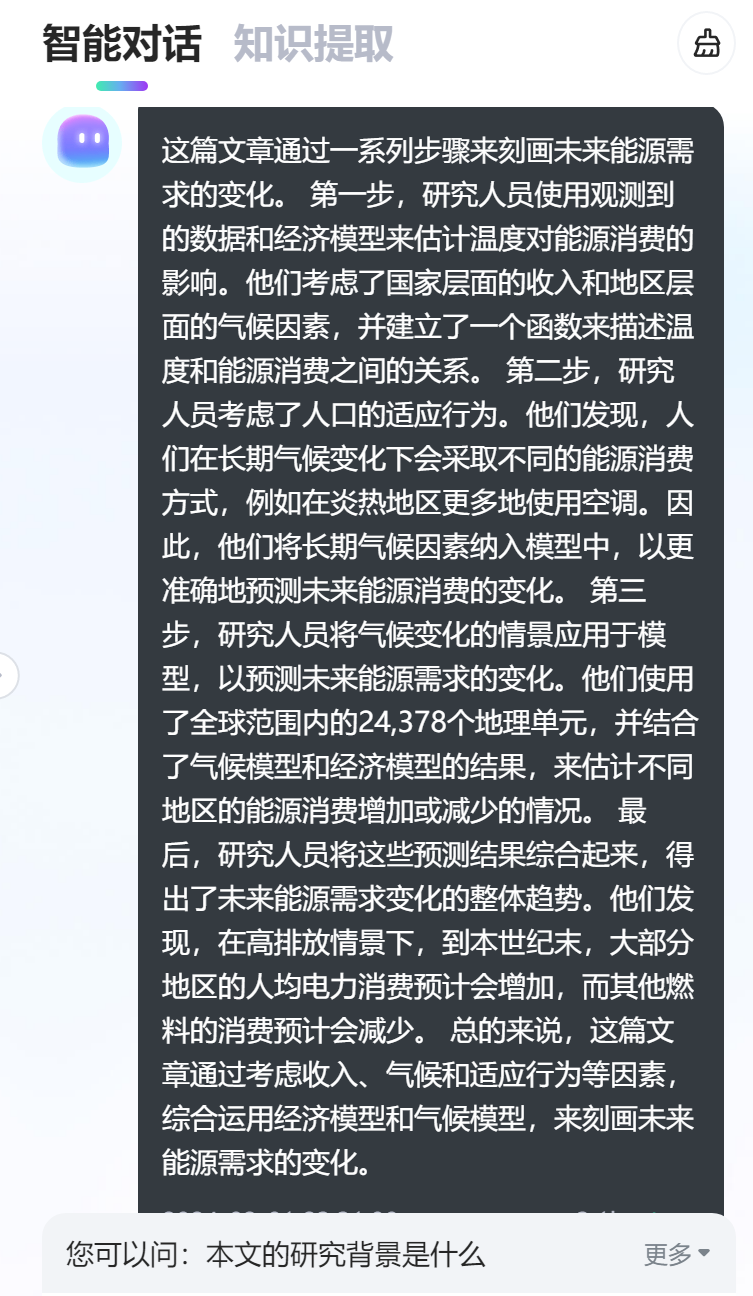 智能对话 知识提取
这篇文章通过一系列步骤来刻画未来能源需
求的变化。 第一步，研究人员使用观测到
的数据和经济模型来估计温度对能源消费的
影响。他们考虑了国家层面的收入和地区层
面的气候因素，并建立了一个函数来描述温
度和能源消费之间的关系。 第二步，研究
人员考虑了人口的适应行为。他们发现，人
们在长期气候变化下会采取不同的能源消费
方式，例如在炎热地区更多地使用空调。因
此，他们将长期气候因素纳入模型中，以更
准确地预测未来能源消费的变化。 第三
步，研究人员将气候变化的情景应用于模
型，以预测未来能源需求的变化。他们使用
了全球范围内的24,378个地理单元，并结合
了气候模型和经济模型的结果，来估计不同
地区的能源消费增加或减少的情况。 最
后，研究人员将这些预测结果综合起来，得
出了未来能源需求变化的整体趋势。他们发
现，在高排放情景下，到本世纪末，大部分
地区的人均电力消费预计会增加，而其他燃
料的消费预计会减少。 总的来说，这篇文
章通过考虑收入、气候和适应行为等因素，
综合运用经济模型和气候模型，来刻画未来
能源需求的变化。
您可以问：本文的研究背景是什么 更多